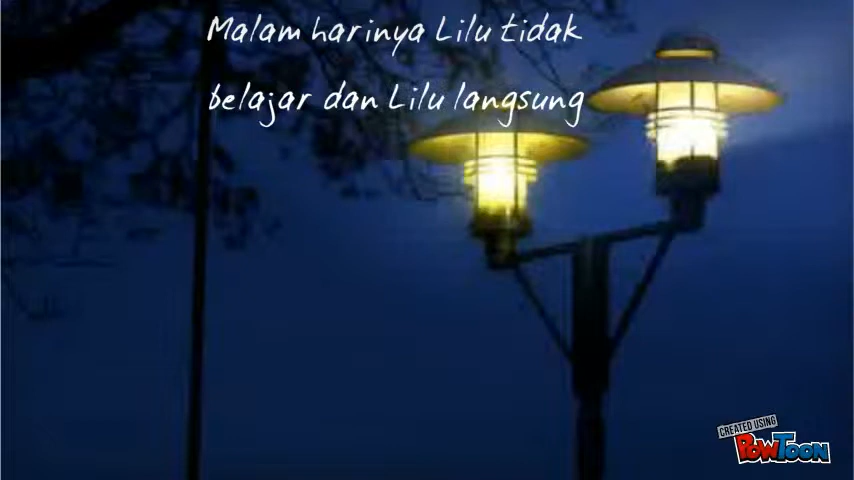 Malam harinya Lilu tidak
belajar dan Lilu langsung
CREATED USING
POWTOON